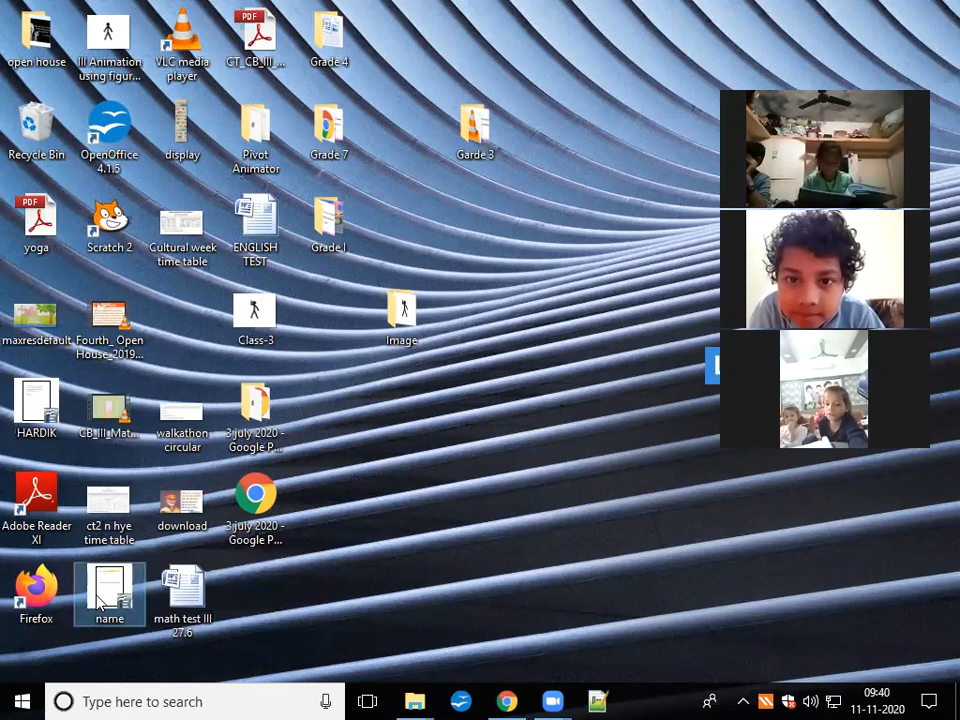 open house
III Animation
using figur...
VLC media
player
PDF
CT_CB_III_...
Grade 4
Recycle Bin
OpenOffice
4.1.5
display
Pivot
Animator
Grade 7
Garde 3
PDF
yoga
Scratch 2
Cultural week
time table
ENGLISH
TEST
Grade I
maxresdefault
Fourth_ Open
House_2019...
Class-3
Image
HARDIK
CB_III_Mat...
walkathon
circular
3 july 2020 -
Google P...
Adobe Reader
XI
ct2 n hye
time table
download
3 july 2020 -
Google P...
Firefox
name
math test III
27.6
Type here to search
09:40
11-11-2020